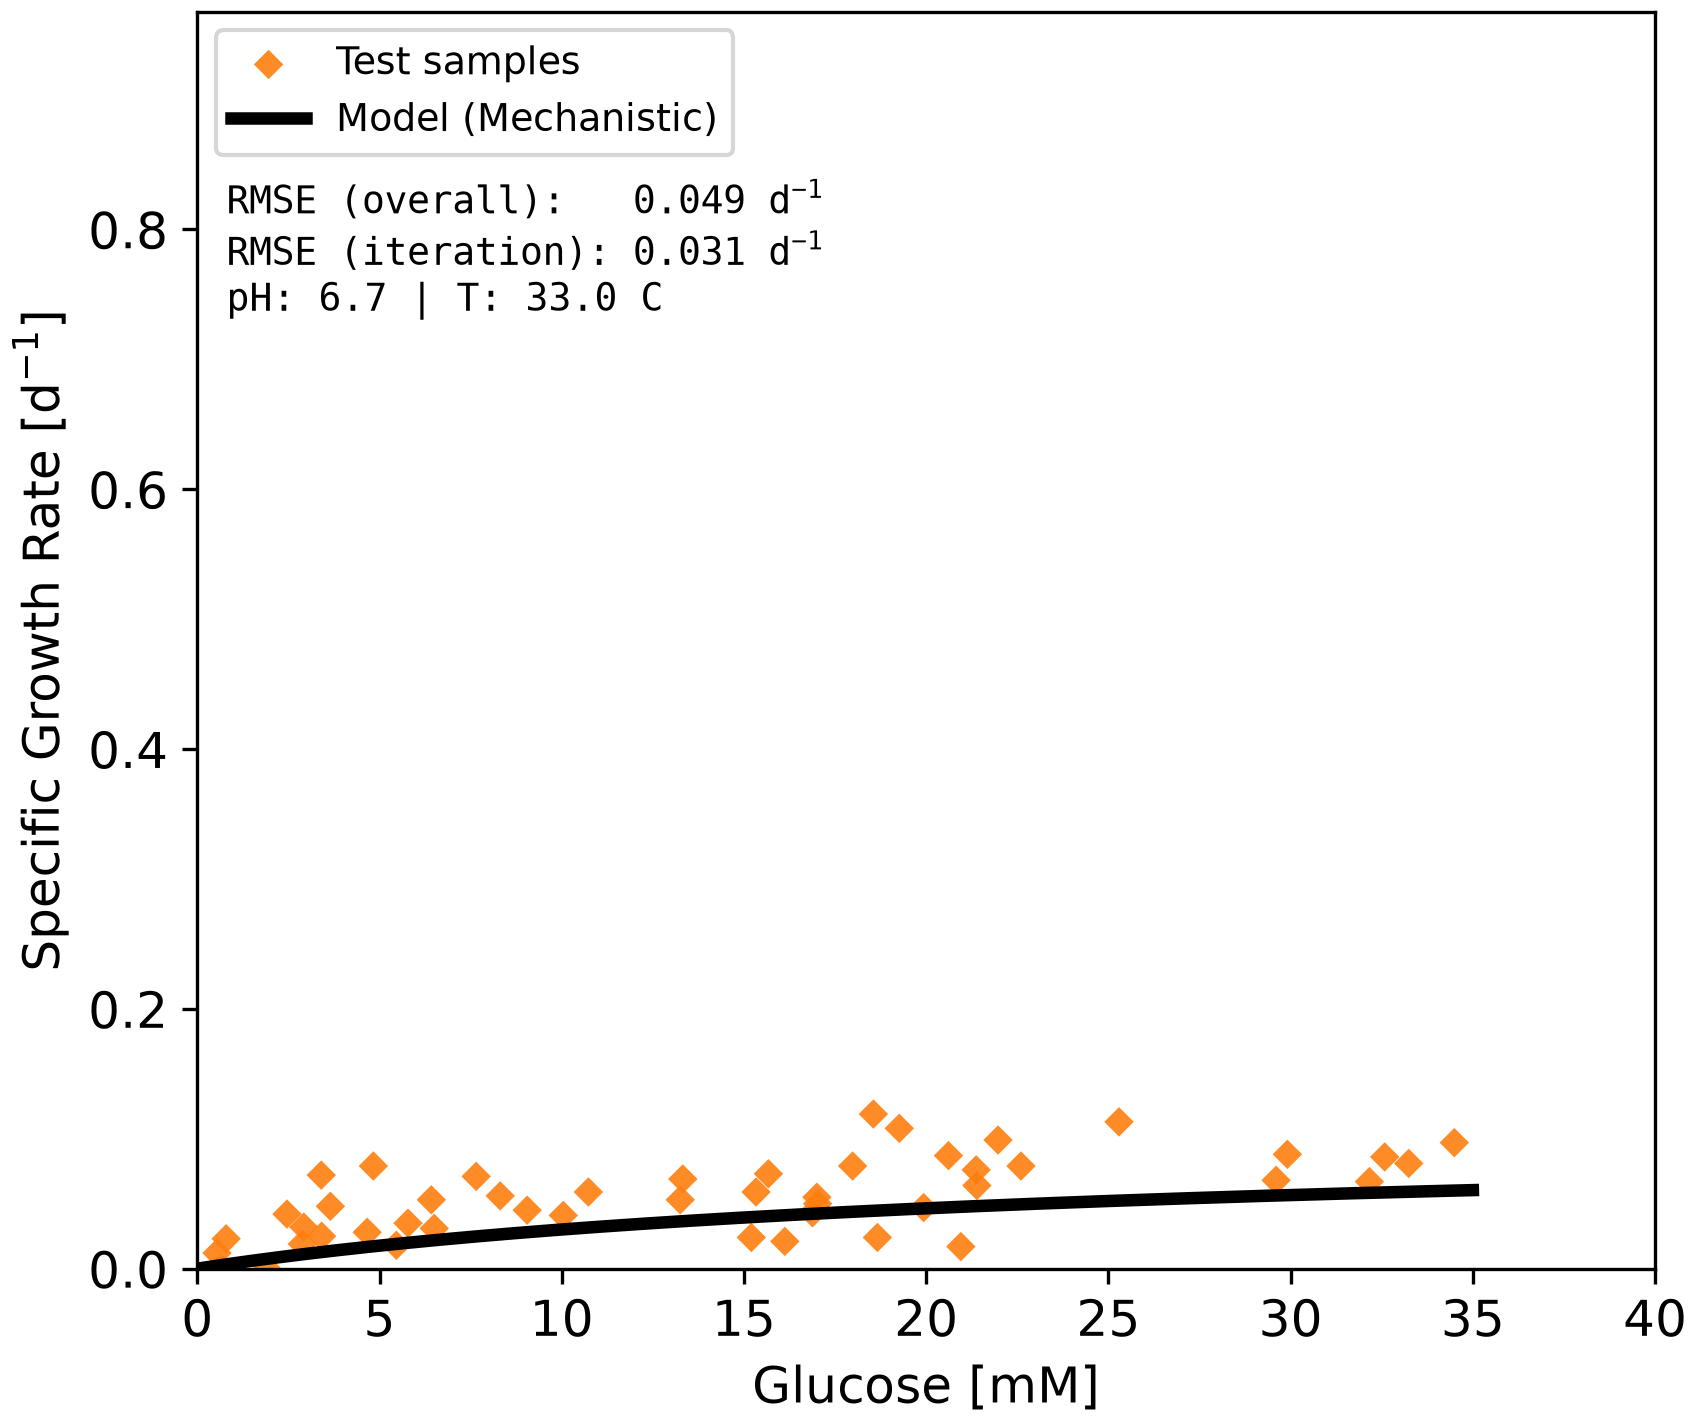 Test samples
Model (Mechanistic)
RMSE (overall): 0.049 d⁻¹
RMSE (iteration): 0.031 d⁻¹
pH: 6.7 | T: 33.0 C
Specific Growth Rate [d⁻¹]
0.8
0.6
0.4
0.2
0.0
0 5 10 15 20 25 30 35 40
Glucose [mM]